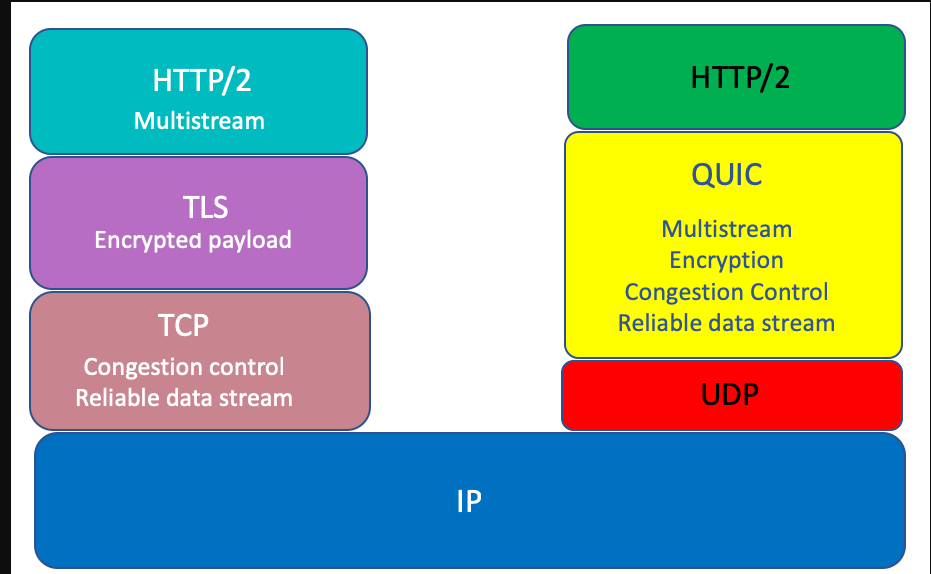 HTTP/2
Multistream
TLS
Encrypted payload
TCP
Congestion control
Reliable data stream
HTTP/2
QUIC
Multistream
Encryption
Congestion Control
Reliable data stream
UDP
IP